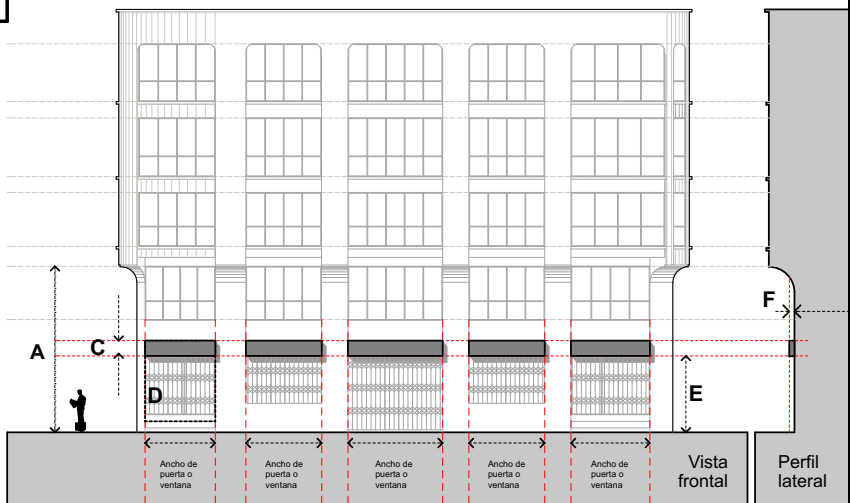 F
A
C
D
E
Ancho de
puerta o
ventana
Ancho de
puerta o
ventana
Ancho de
puerta o
ventana
Ancho de
puerta o
ventana
Ancho de
puerta o
ventana
Vista
frontal
Perfil
lateral